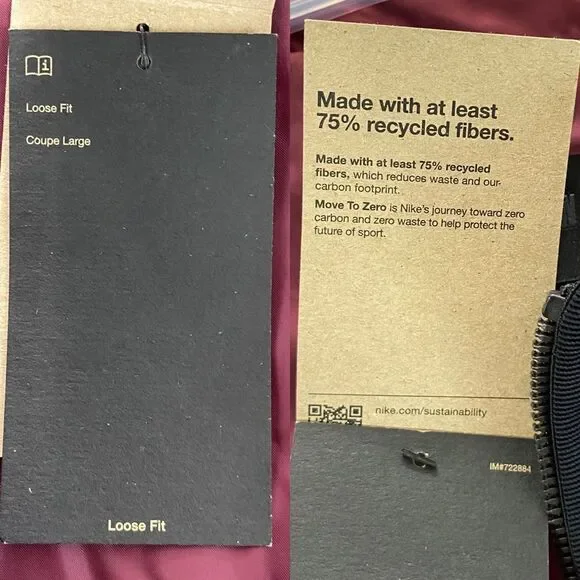 Loose Fit
Coupe Large
Loose Fit
Made with at least
75% recycled fibers.
Made with at least 75% recycled
fibers, which reduces waste and our
carbon footprint.
Move To Zero is Nike's journey toward zero
carbon and zero waste to help protect the
future of sport.
nike.com/sustainability
IM#722884